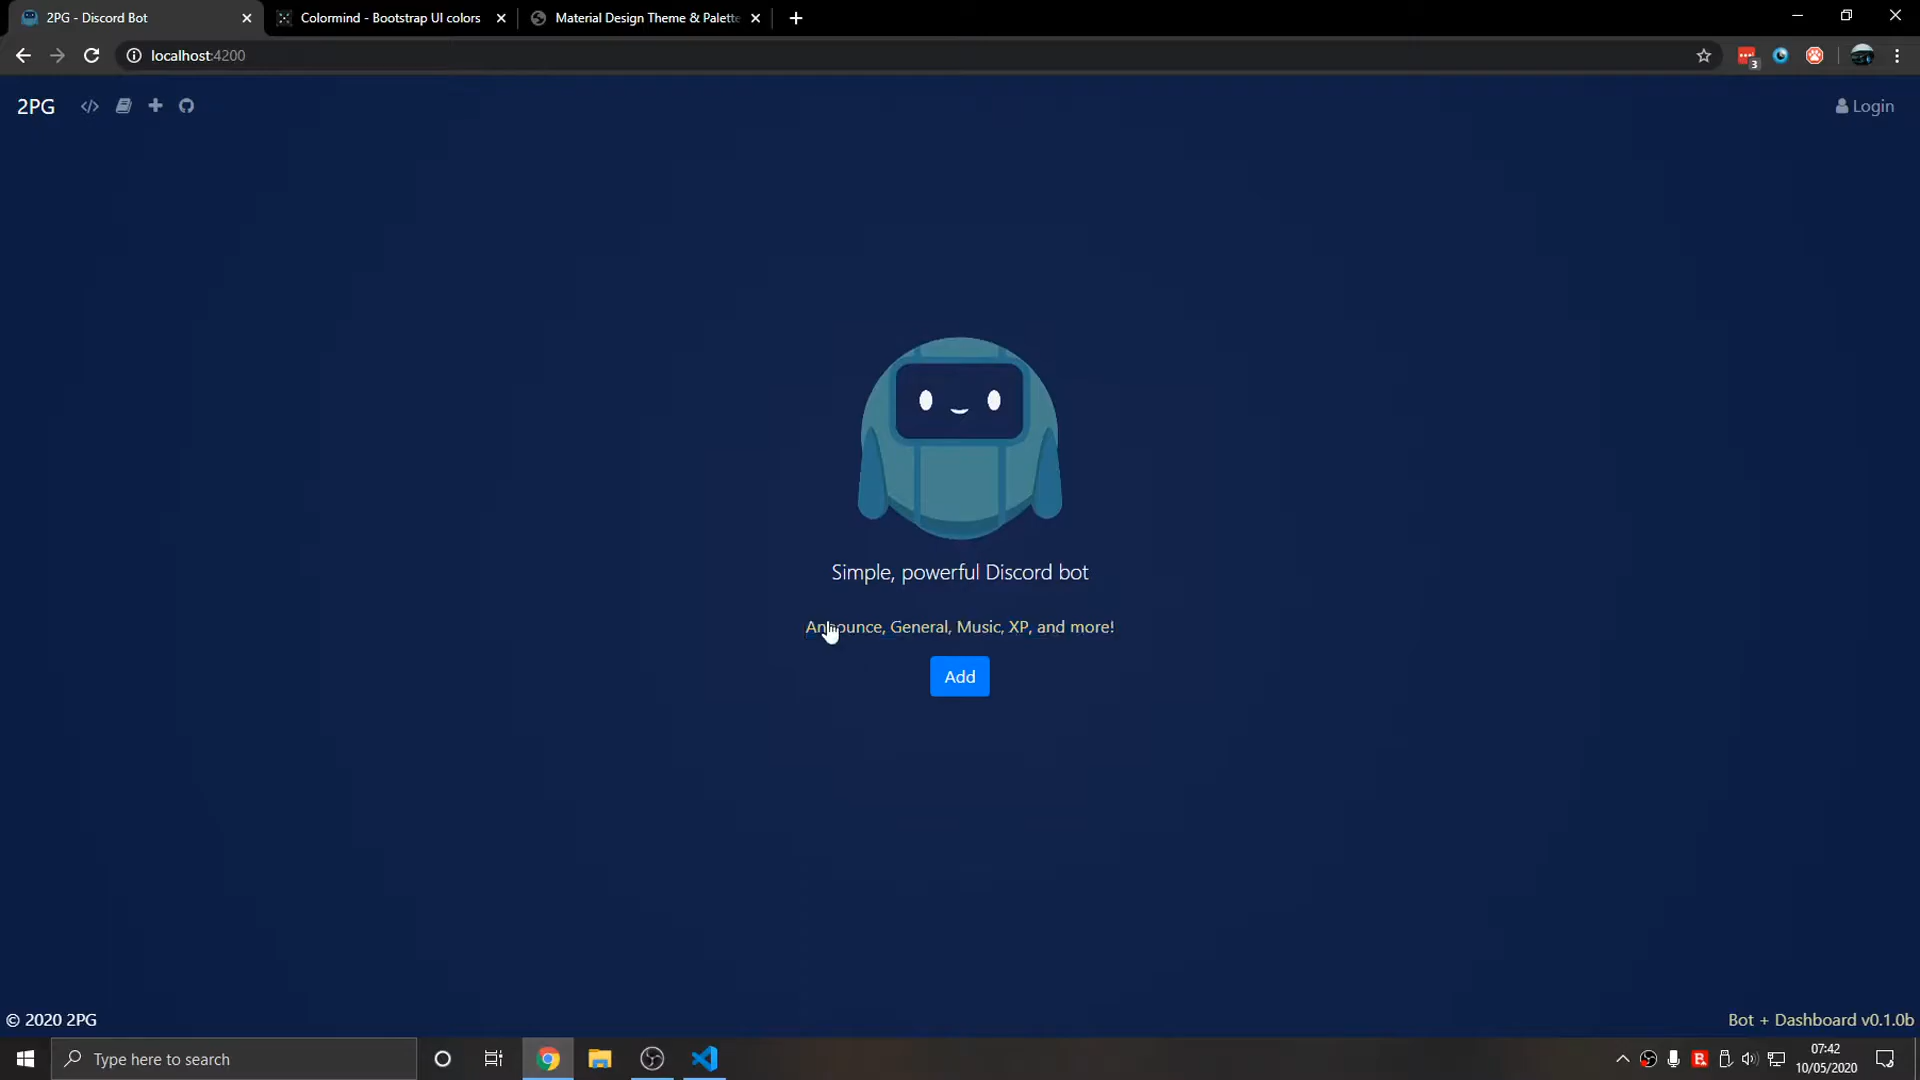 2PG - Discord Bot
Colormind - Bootstrap UI colors
Material Design Theme & Palette
localhost:4200
3
2PG
Login
Simple, powerful Discord bot
Announce, General, Music, XP, and more!
Add
© 2020 2PG
Bot + Dashboard v0.1.0b
Type here to search
07:42
10/05/2020